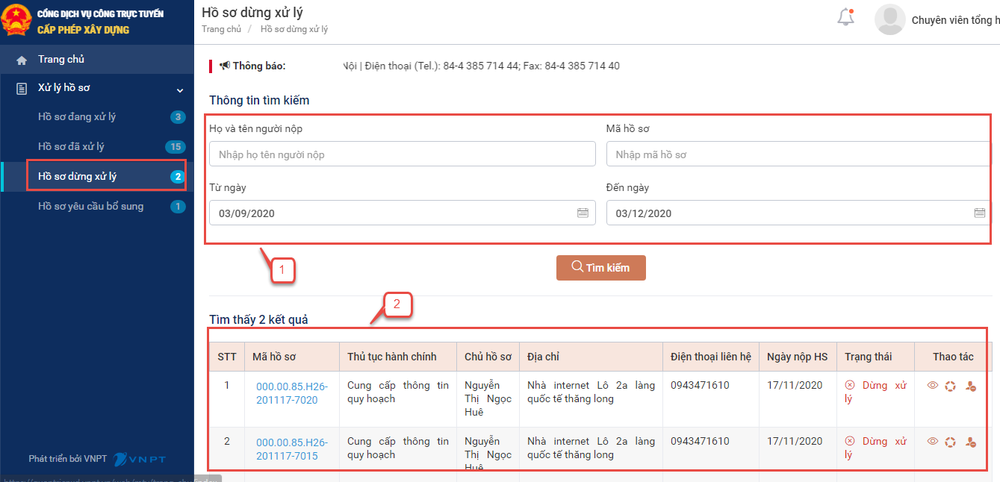 CỔNG DỊCH VỤ CÔNG TRỰC TUYẾN
CẤP PHÉP XÂY DỰNG
Trang chủ
Xử lý hồ sơ
Hồ sơ đang xử lý 3
Hồ sơ đã xử lý 15
Hồ sơ dừng xử lý 2
Hồ sơ yêu cầu bổ sung 1
Phát triển bởi VNPT VNPT
Hồ sơ dừng xử lý
Trang chủ / Hồ sơ dừng xử lý
Chuyên viên tổng h
Thông báo: Nội | Điện thoại (Tel.): 84-4 385 714 44; Fax: 84-4 385 714 40
Thông tin tìm kiếm
Họ và tên người nộp Mã hồ sơ
Nhập họ tên người nộp Nhập mã hồ sơ
Từ ngày Đến ngày
03/09/2020 03/12/2020
1
Tìm kiếm
2
Tìm thấy 2 kết quả
STT Mã hồ sơ Thủ tục hành chính Chủ hồ sơ Địa chỉ Điện thoại liên hệ Ngày nộp HS Trạng thái Thao tác
1 000.00.85.H26- Cung cấp thông tin Nguyễn Nhà internet Lô 2a làng 0943471610 17/11/2020 Dừng xử
201117-7020 quy hoạch Thị Ngọc quốc tế thăng long lý
Huê
2 000.00.85.H26- Cung cấp thông tin Nguyễn Nhà internet Lô 2a làng 0943471610 17/11/2020 Dừng xử
201117-7015 quy hoạch Thị Ngọc quốc tế thăng long lý
Huê